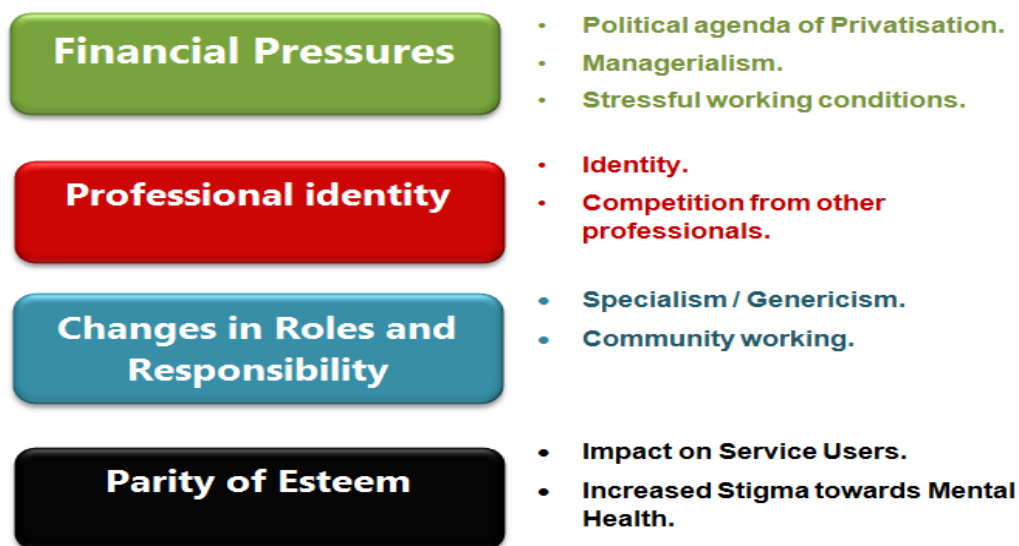 Financial Pressures
• Political agenda of Privatisation.
• Managerialism.
• Stressful working conditions.
Professional identity
• Identity.
• Competition from other
professionals.
Changes in Roles and
Responsibility
• Specialism / Genericism.
• Community working.
Parity of Esteem
• Impact on Service Users.
• Increased Stigma towards Mental
Health.